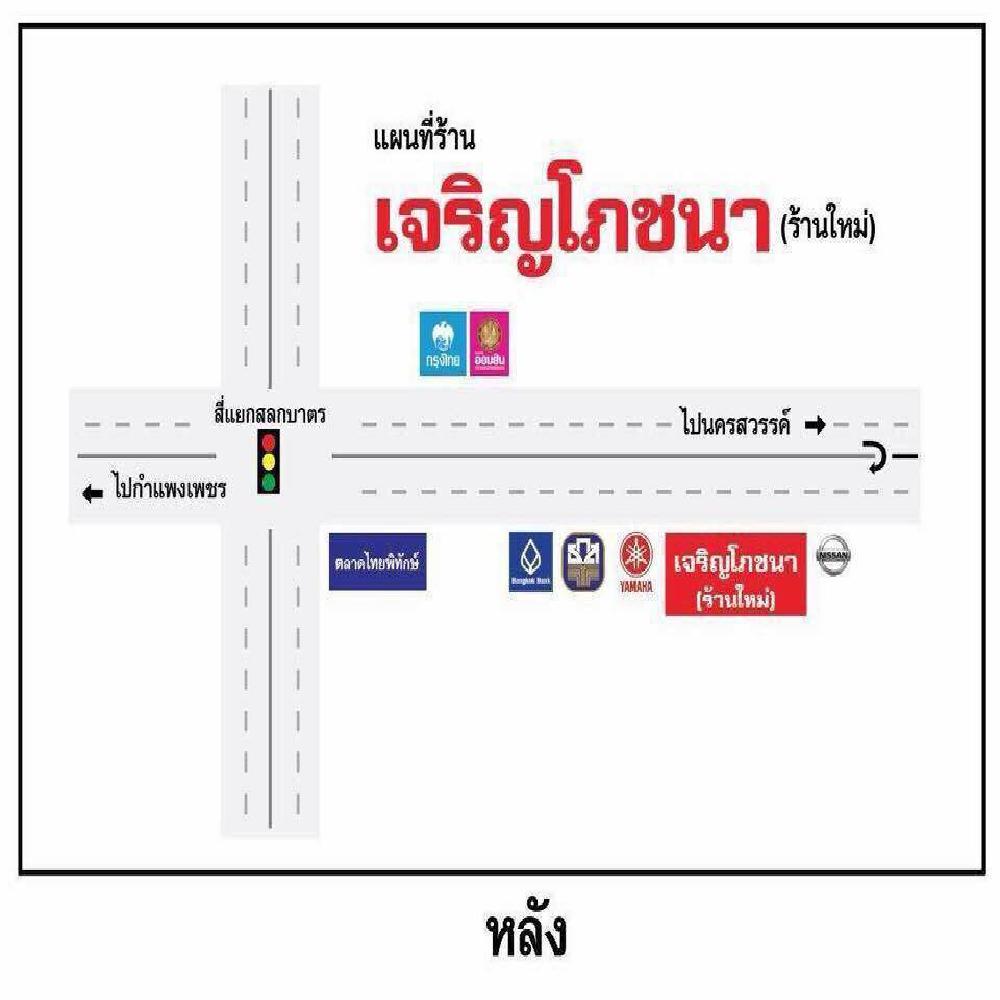 แผนที่ร้าน
เจริญโภชนา (ร้านใหม่)
กรุงไทย
ออมสิน
สี่แยกสลกบาตร
ไปนครสวรรค์
ไปกำแพงเพชร
ตลาดไทยพิทักษ์
Bangkok Bank
YAMAHA
เจริญโภชนา
(ร้านใหม่)
NISSAN
หลัง